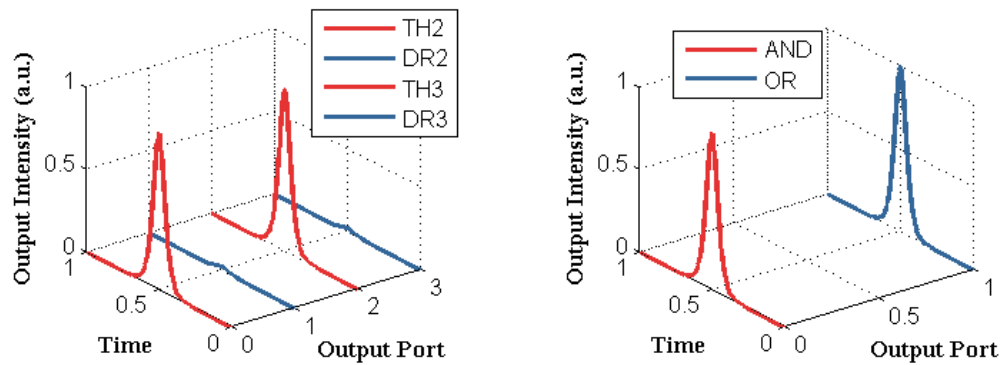 TH2
DR2
TH3
DR3
Output Intensity (a.u.)
1
0.5
0
1
0.5
0
Time
0
1
2
3
Output Port
AND
OR
Output Intensity (a.u.)
1
0.5
0
1
0.5
0
Time
0
0.5
1
Output Port